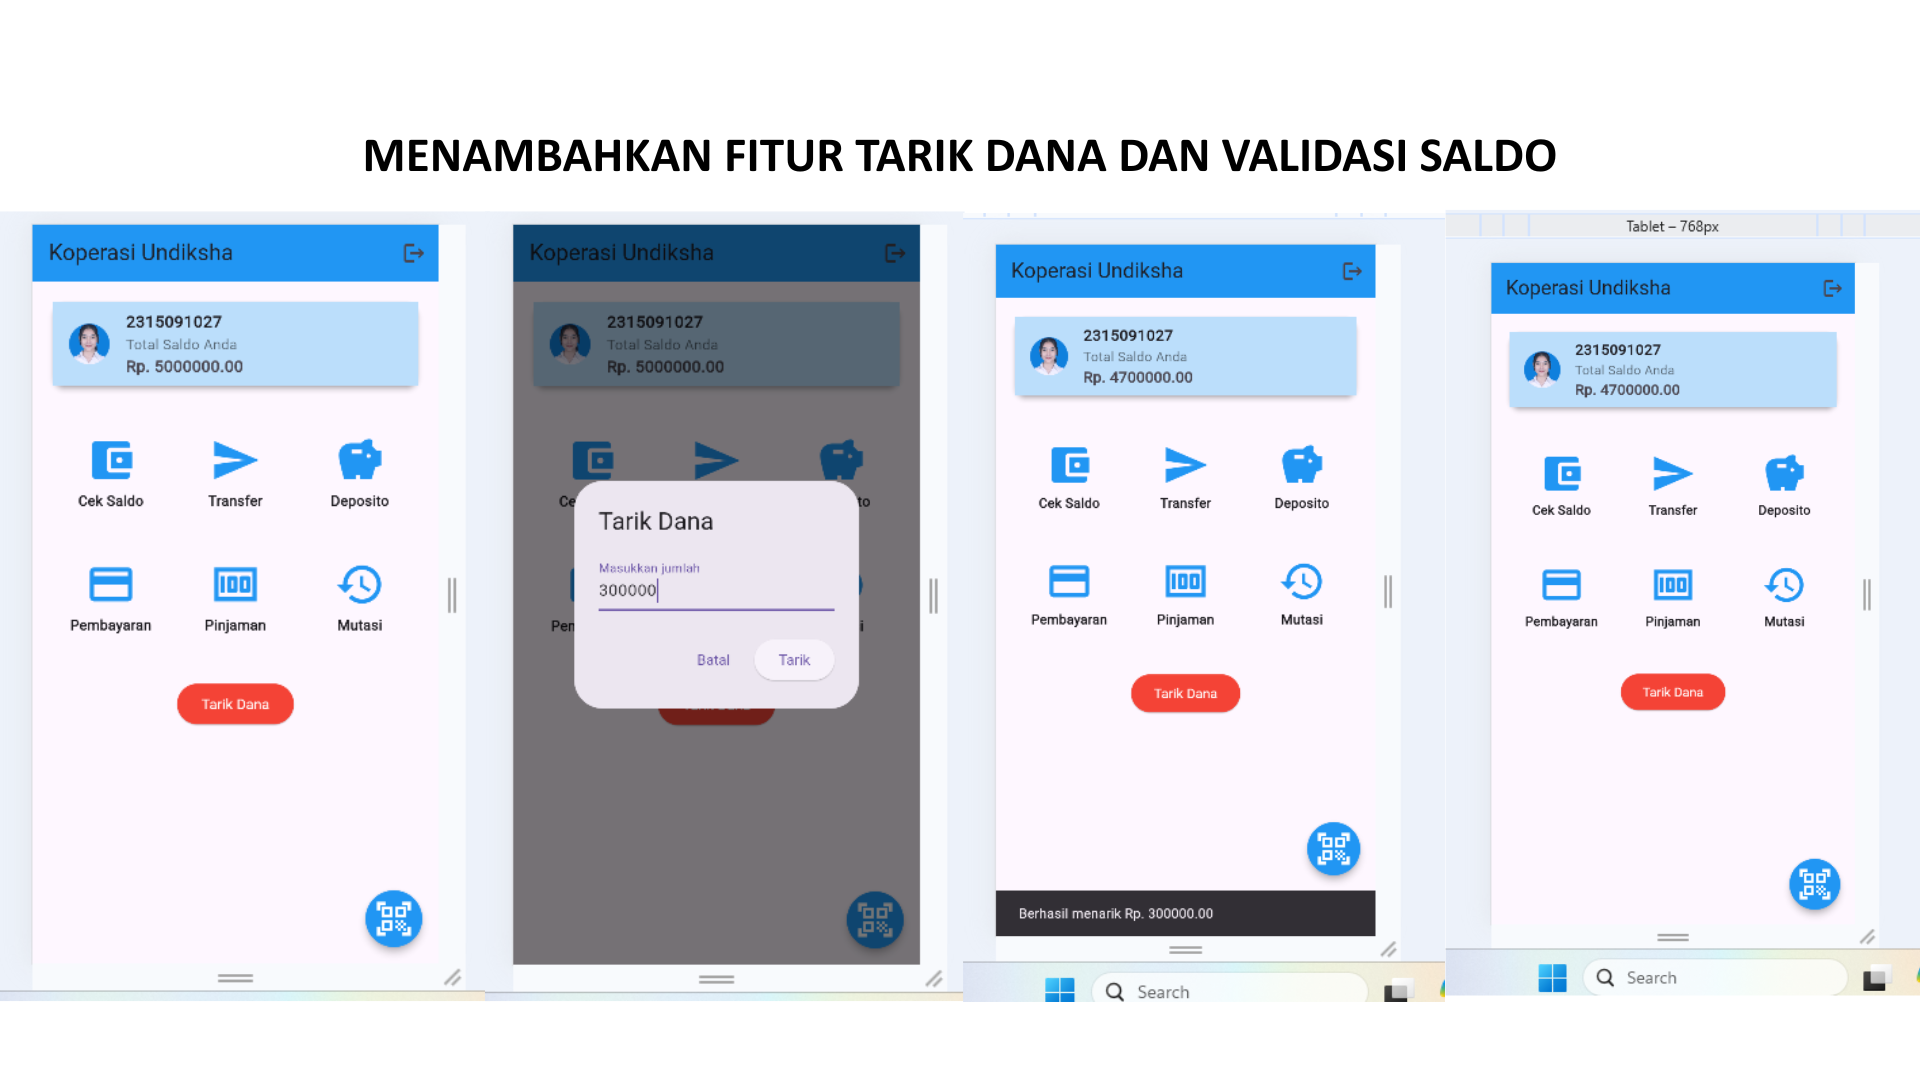 MENAMBAHKAN FITUR TARIK DANA DAN VALIDASI SALDO
Koperasi Undiksha
2315091027
Total Saldo Anda
Rp. 5000000.00
Cek Saldo
Transfer
Deposito
100
Pembayaran
Pinjaman
Mutasi
Tarik Dana
Koperasi Undiksha
2315091027
Total Saldo Anda
Rp. 5000000.00
Ce
to
Tarik Dana
Masukkan jumlah
300000
Pen
i
Batal
Tarik
Koperasi Undiksha
2315091027
Total Saldo Anda
Rp. 4700000.00
Cek Saldo
Transfer
Deposito
100
Pembayaran
Pinjaman
Mutasi
Tarik Dana
Berhasil menarik Rp. 300000.00
Search
Tablet – 768px
Koperasi Undiksha
2315091027
Total Saldo Anda
Rp. 4700000.00
Cek Saldo
Transfer
Deposito
100
Pembayaran
Pinjaman
Mutasi
Tarik Dana
Search